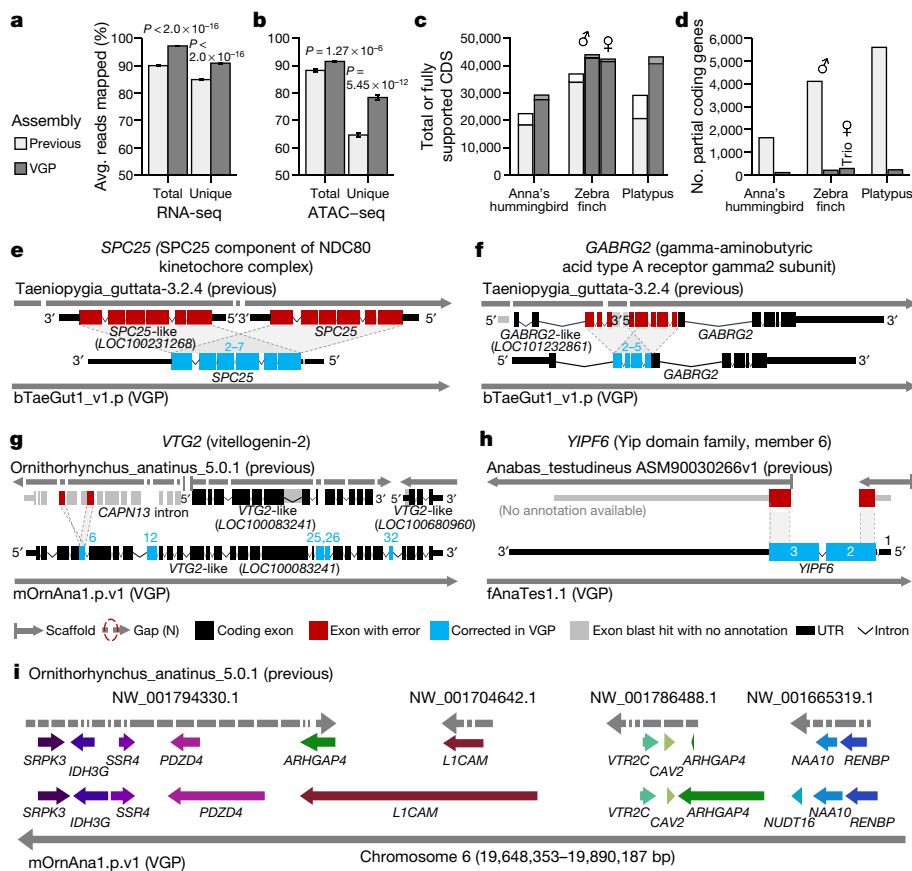 a
P < 2.0 × 10−16
P < 2.0 × 10−16
Assembly
Previous
VGP
Avg. reads mapped (%)
100
90
80
70
60
50
Total Unique
RNA-seq
b
P = 1.27 × 10−6
P = 5.45 × 10−12
100
90
80
70
60
50
Total Unique
ATAC–seq
c
Total or fully supported CDS
50,000
40,000
30,000
20,000
10,000
0
♂ ♀
Anna's hummingbird
Zebra finch
Platypus
d
No. partial coding genes
6,000
5,000
4,000
3,000
2,000
1,000
0
♂
Trio ♀
Anna's hummingbird
Zebra finch
Platypus
e
SPC25 (SPC25 component of NDC80 kinetochore complex)
Taeniopygia_guttata-3.2.4 (previous)
3′ 5′ 3′ 5′
SPC25-like
(LOC100231268)
SPC25
2–7
3′ 5′
SPC25
bTaeGut1_v1.p (VGP)
f
GABRG2 (gamma-aminobutyric acid type A receptor gamma2 subunit)
Taeniopygia_guttata-3.2.4 (previous)
5′ 3′ 5′ 3′
GABRG2-like
(LOC101232861)
GABRG2
2–5
5′ 3′
GABRG2
bTaeGut1_v1.p (VGP)
g
VTG2 (vitellogenin-2)
Ornithorhynchus_anatinus_5.0.1 (previous)
CAPN13 intron
5′ 3′ 3′
VTG2-like
(LOC100083241)
VTG2-like
(LOC100680960)
6 12 25,26 32
5′ 3′
VTG2-like (LOC100083241)
mOrnAna1.p.v1 (VGP)
h
YIPF6 (Yip domain family, member 6)
Anabas_testudineus ASM90030266v1 (previous)
(No annotation available)
1
3′ 3 2 5′
YIPF6
fAnaTes1.1 (VGP)
Scaffold Gap (N) Coding exon Exon with error Corrected in VGP Exon blast hit with no annotation UTR Intron
i Ornithorhynchus_anatinus_5.0.1 (previous)
NW_001794330.1 NW_001704642.1 NW_001786488.1 NW_001665319.1
SRPK3 IDH3G SSR4 PDZD4 ARHGAP4 L1CAM VTR2C CAV2 ARHGAP4 NAA10 RENBP
SRPK3 IDH3G SSR4 PDZD4 L1CAM VTR2C CAV2 ARHGAP4 NUDT16 NAA10 RENBP
mOrnAna1.p.v1 (VGP)
Chromosome 6 (19,648,353–19,890,187 bp)